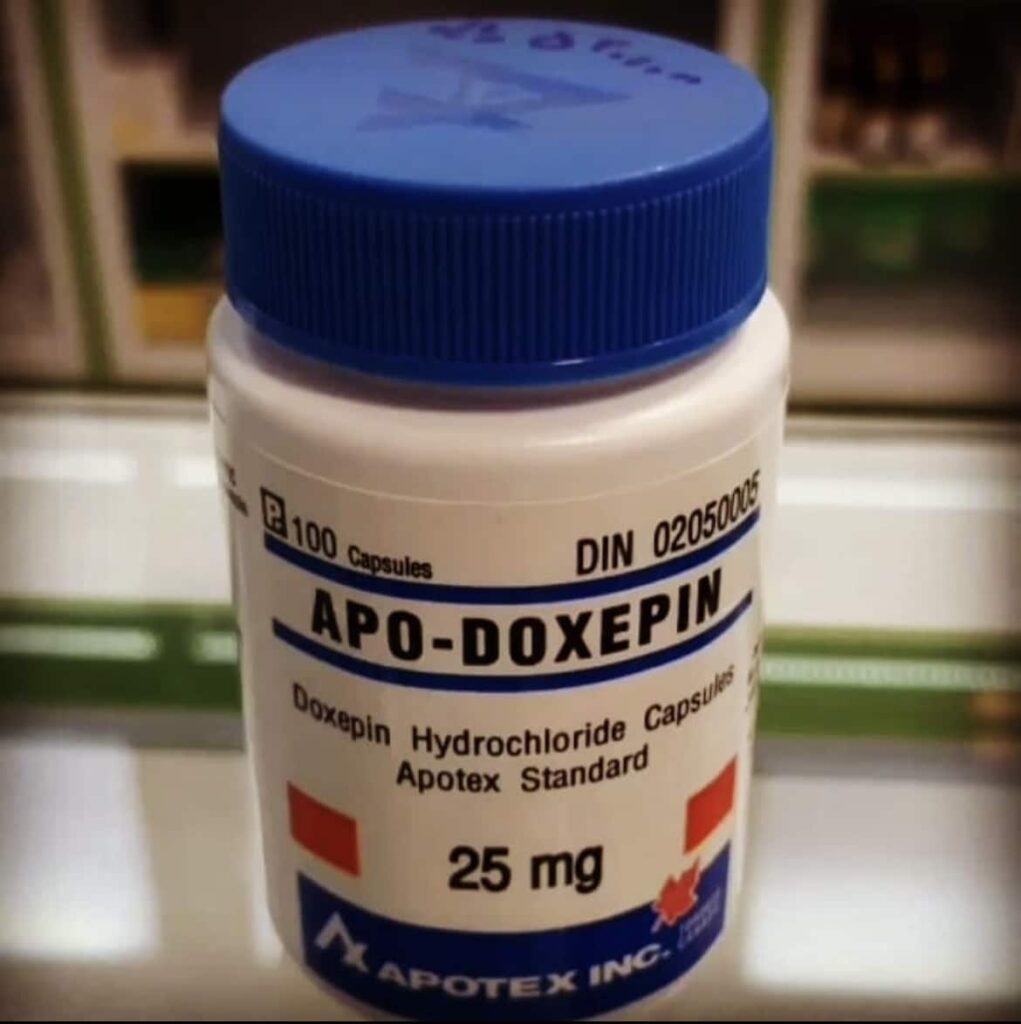 P 100 Capsules DIN 02050005
APO-DOXEPIN
Doxepin Hydrochloride Capsules
Apotex Standard
25 mg
APOTEX INC.